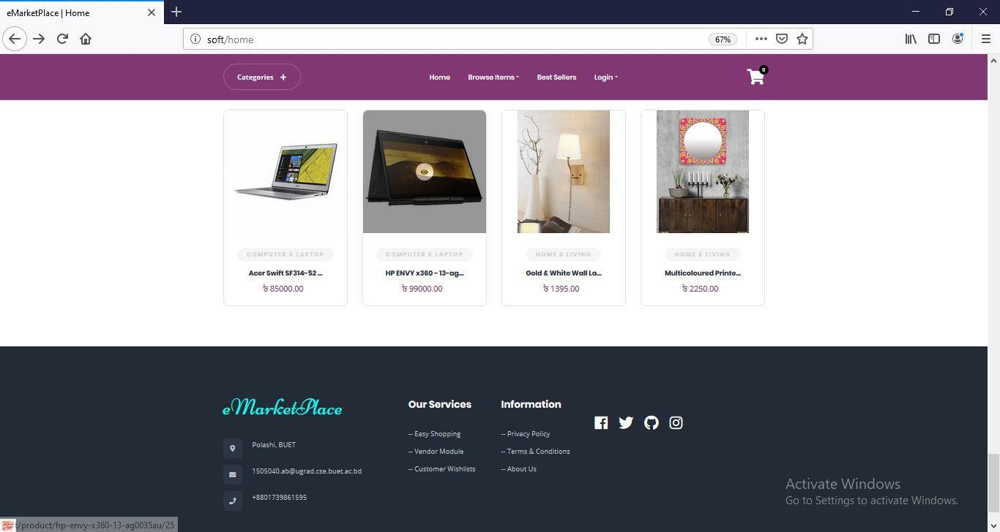 eMarketPlace | Home
soft/home
67%
Categories +
Home
Browse Items
Best Sellers
Login
0
COMPUTER & LAPTOP
Acer Swift SF314-52 ...
৳ 85000.00
COMPUTER & LAPTOP
HP ENVY x360 - 13-ag...
৳ 99000.00
HOME & LIVING
Gold & White Wall La...
৳ 1395.00
HOME & LIVING
Multicoloured Printe...
৳ 2250.00
eMarketPlace
Polashi, BUET
1505040.ab@ugrad.cse.buet.ac.bd
+8801739861595
Our Services
-- Easy Shopping
-- Vendor Module
-- Customer Wishlists
Information
-- Privacy Policy
-- Terms & Conditions
-- About Us
Activate Windows
Go to Settings to activate Windows.
soft/product/hp-envy-x360-13-ag0035au/25